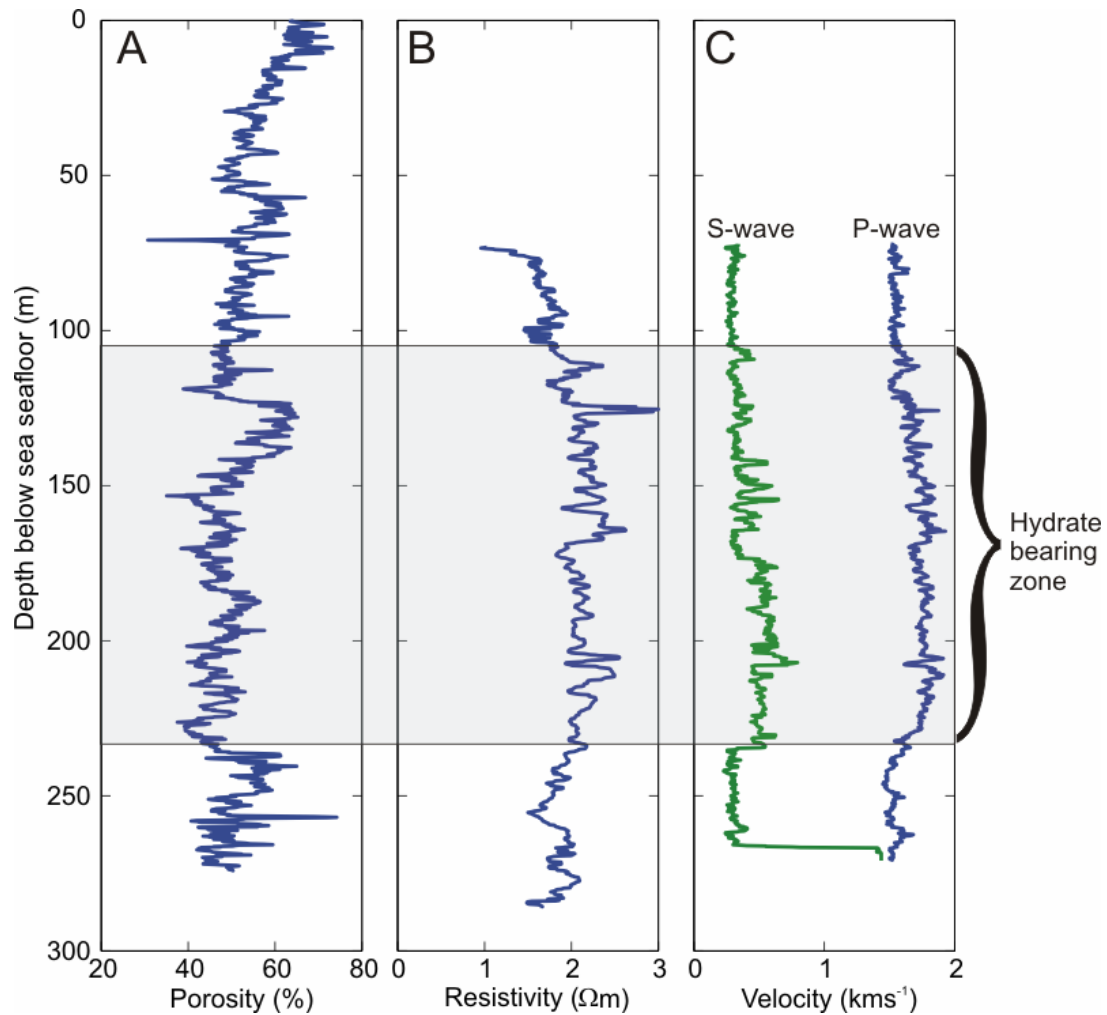 A
B
C
0
50
100
150
200
250
300
Depth below sea seafloor (m)
S-wave
P-wave
Hydrate
bearing
zone
20
40
60
80
0
1
2
3
0
1
2
Porosity (%)
Resistivity (Ωm)
Velocity (kms⁻¹)